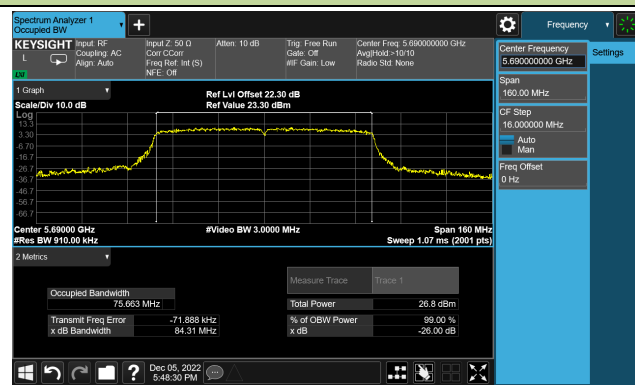 Spectrum Analyzer 1
Occupied BW
Frequency
KEYSIGHT
L
LXI
Input: RF
Coupling: AC
Align: Auto
Input Z: 50 Ω
Corr CCorr
Freq Ref: Int (S)
NFE: Off
Atten: 10 dB
Trig: Free Run
Gate: Off
#IF Gain: Low
Center Freq: 5.690000000 GHz
Avg|Hold:>10/10
Radio Std: None
Center Frequency
5.690000000 GHz
Settings
Span
160.00 MHz
CF Step
16.000000 MHz
Auto
Man
Freq Offset
0 Hz
1 Graph
Scale/Div 10.0 dB
Ref Lvl Offset 22.30 dB
Ref Value 23.30 dBm
Log
13.3
3.30
-6.70
-16.7
-26.7
-36.7
-46.7
-56.7
-66.7
Center 5.69000 GHz
#Res BW 910.00 kHz
#Video BW 3.0000 MHz
Span 160 MHz
Sweep 1.07 ms (2001 pts)
2 Metrics
Measure Trace
Trace 1
Occupied Bandwidth
75.663 MHz
Total Power
26.8 dBm
Transmit Freq Error
-71.888 kHz
% of OBW Power
99.00 %
x dB Bandwidth
84.31 MHz
x dB
-26.00 dB
?
Dec 05, 2022
5:48:30 PM